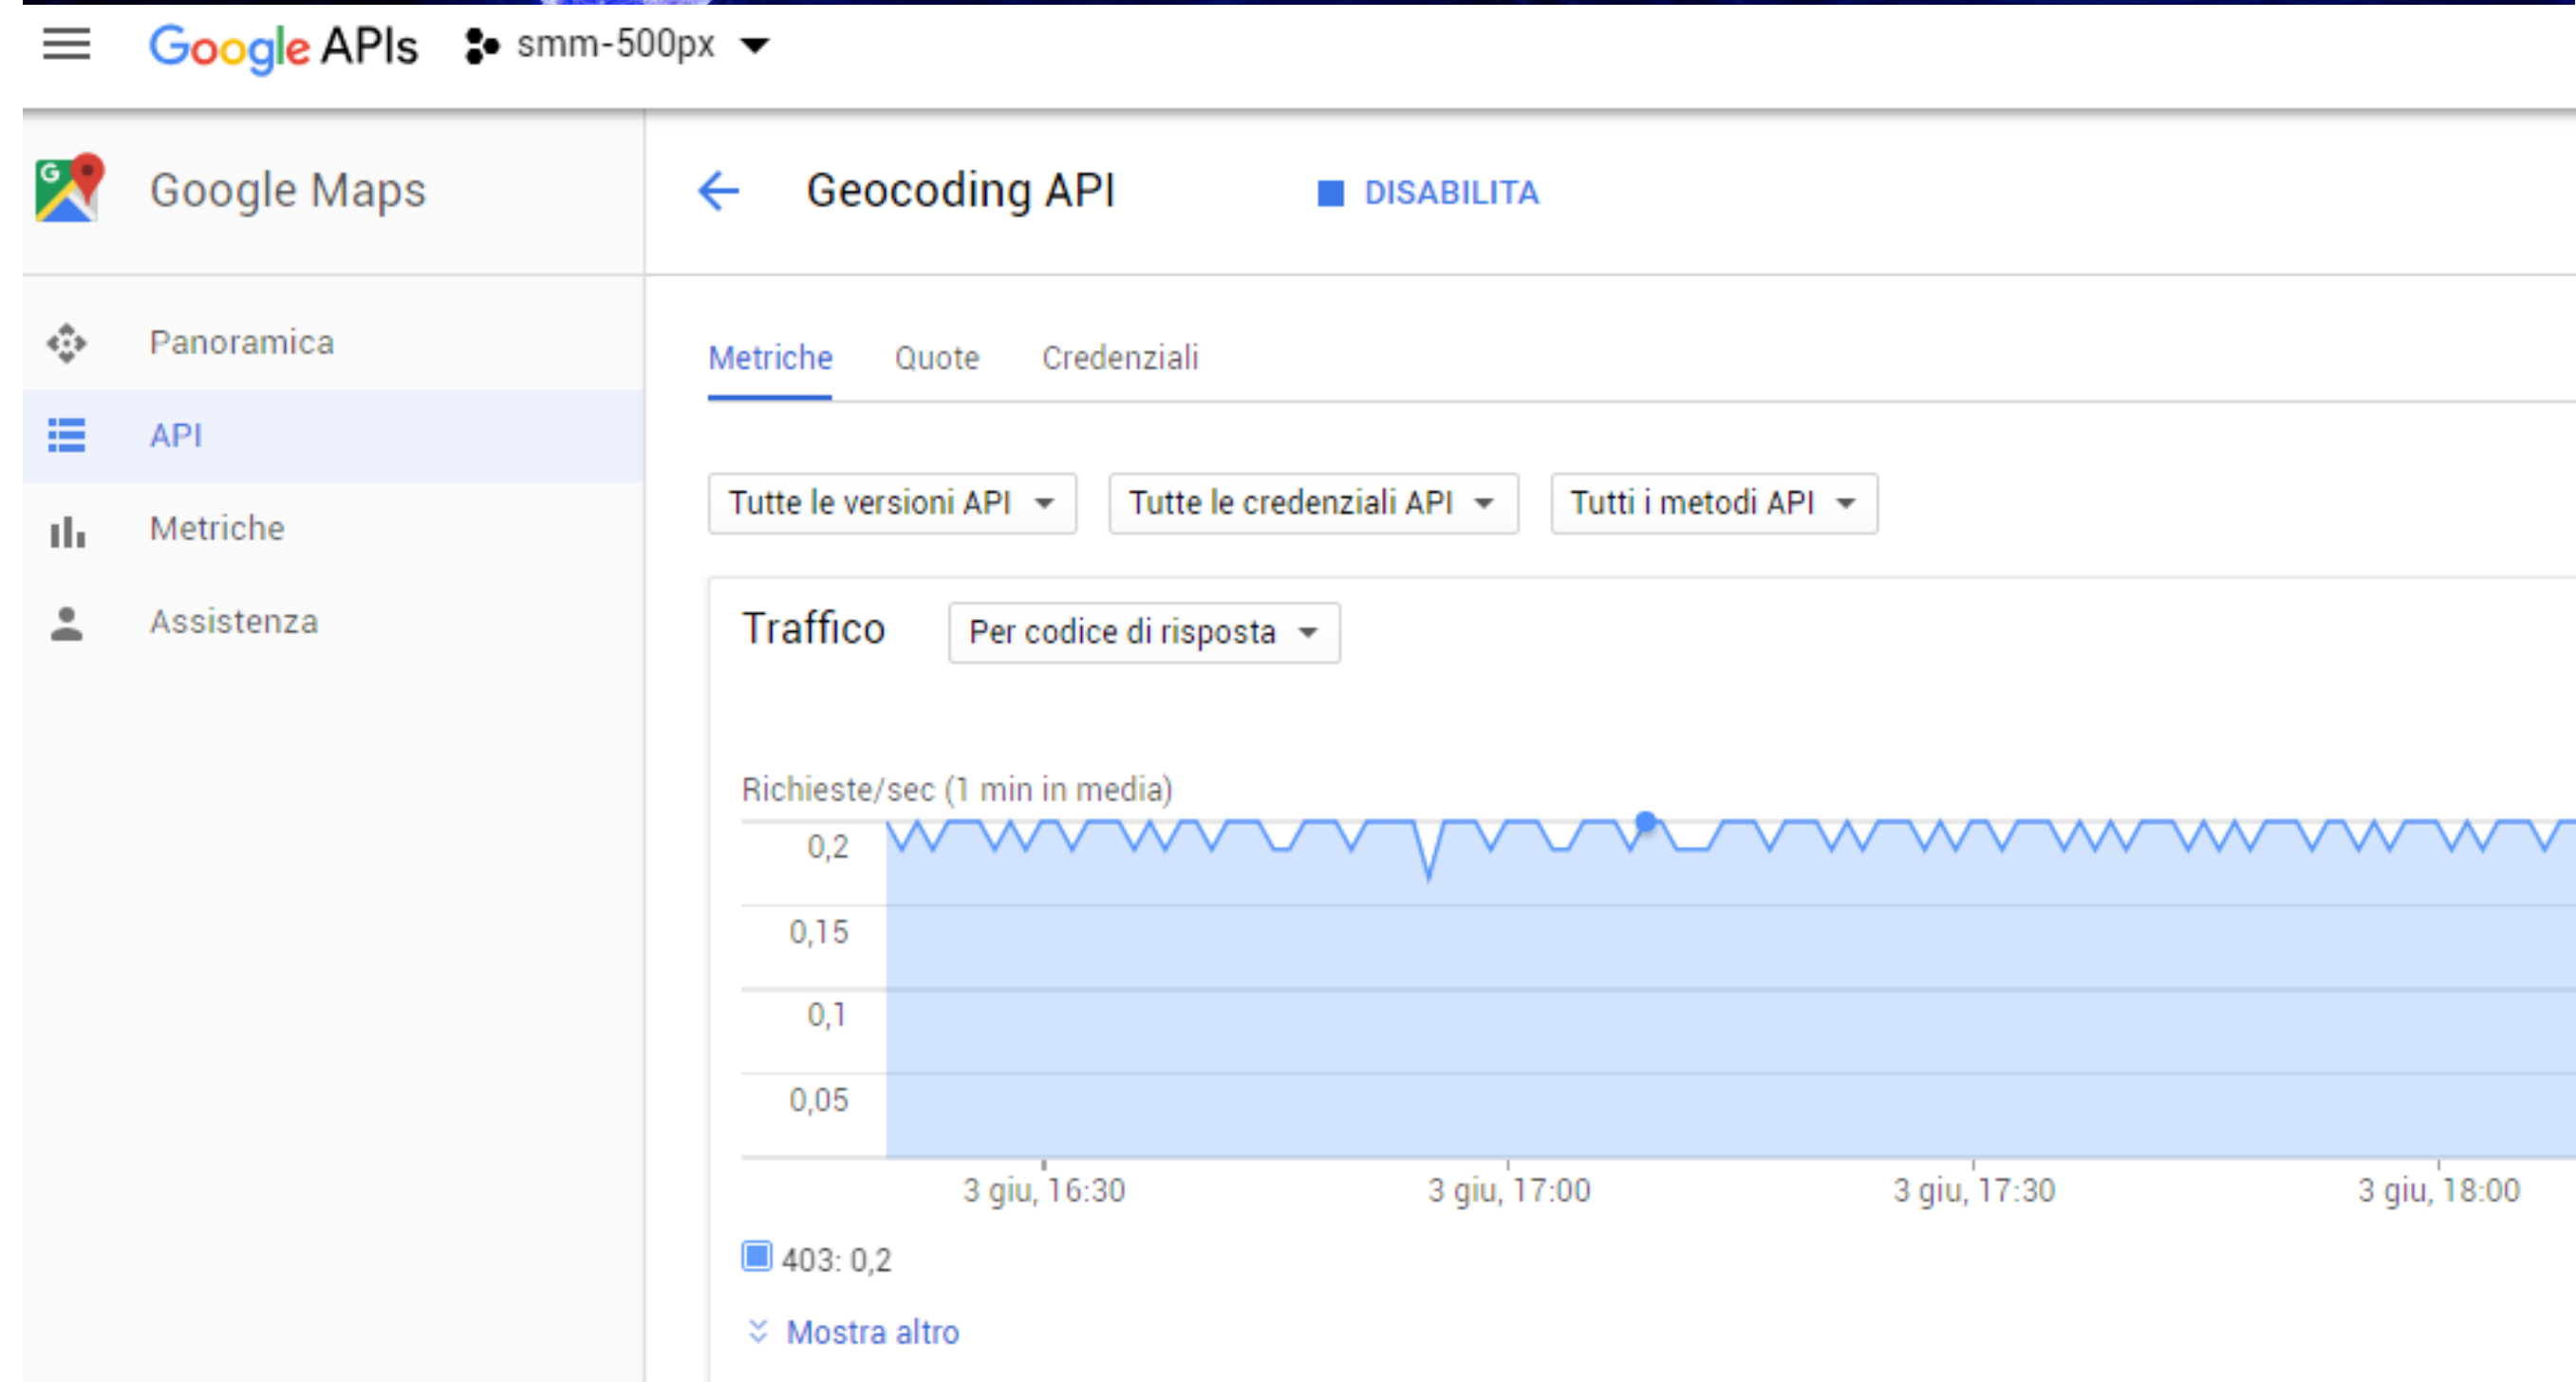 Google APIs smm-500px
Google Maps
Geocoding API DISABILITA
Panoramica
API
Metriche
Assistenza
Metriche Quote Credenziali
Tutte le versioni API Tutte le credenziali API Tutti i metodi API
Traffico Per codice di risposta
Richieste/sec (1 min in media)
0,2
0,15
0,1
0,05
3 giu, 16:30 3 giu, 17:00 3 giu, 17:30 3 giu, 18:00
403: 0,2
Mostra altro